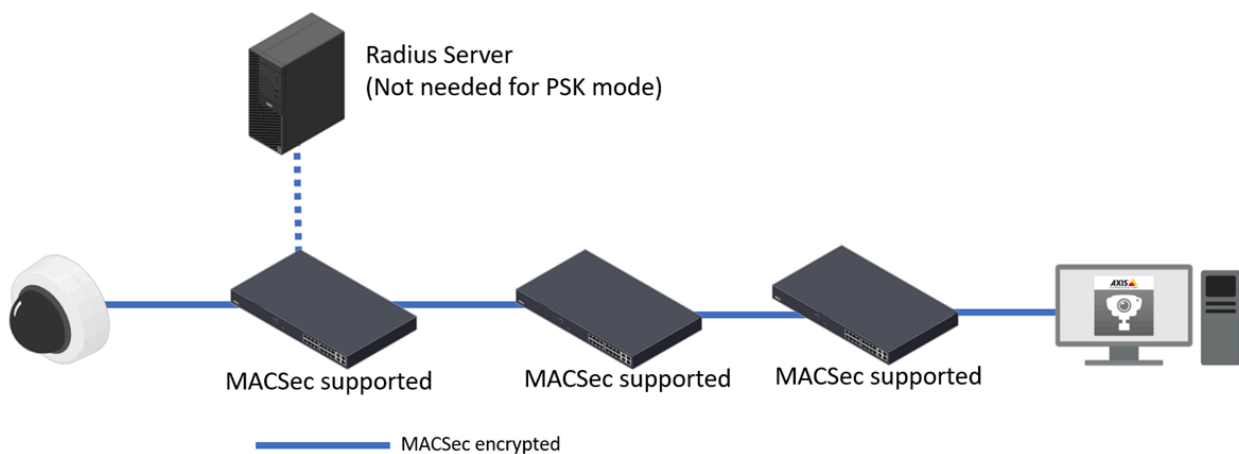 Radius Server
(Not needed for PSK mode)
AXIS
MACSec supported
MACSec supported
MACSec supported
MACSec encrypted